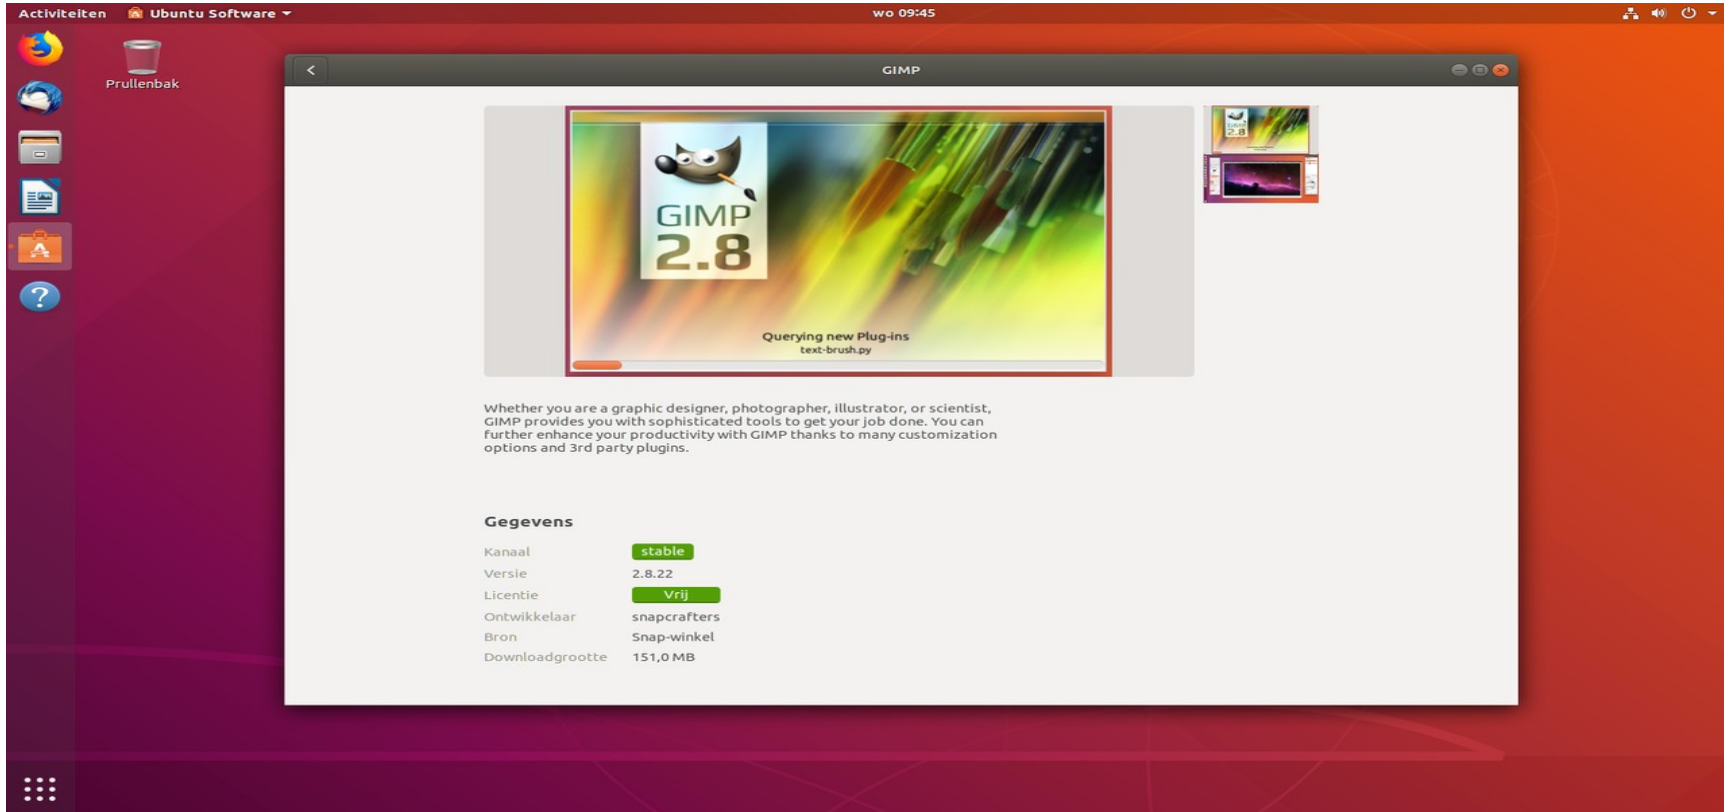 Activiteiten Ubuntu Software wo 09:45
Prullenbak
GIMP
GIMP
2.8
Querying new Plug-ins
text-brush.py
2.8
Whether you are a graphic designer, photographer, illustrator, or scientist,
GIMP provides you with sophisticated tools to get your job done. You can
further enhance your productivity with GIMP thanks to many customization
options and 3rd party plugins.
Gegevens
Kanaal stable
Versie 2.8.22
Licentie Vrij
Ontwikkelaar snapcrafters
Bron Snap-winkel
Downloadgrootte 151,0 MB